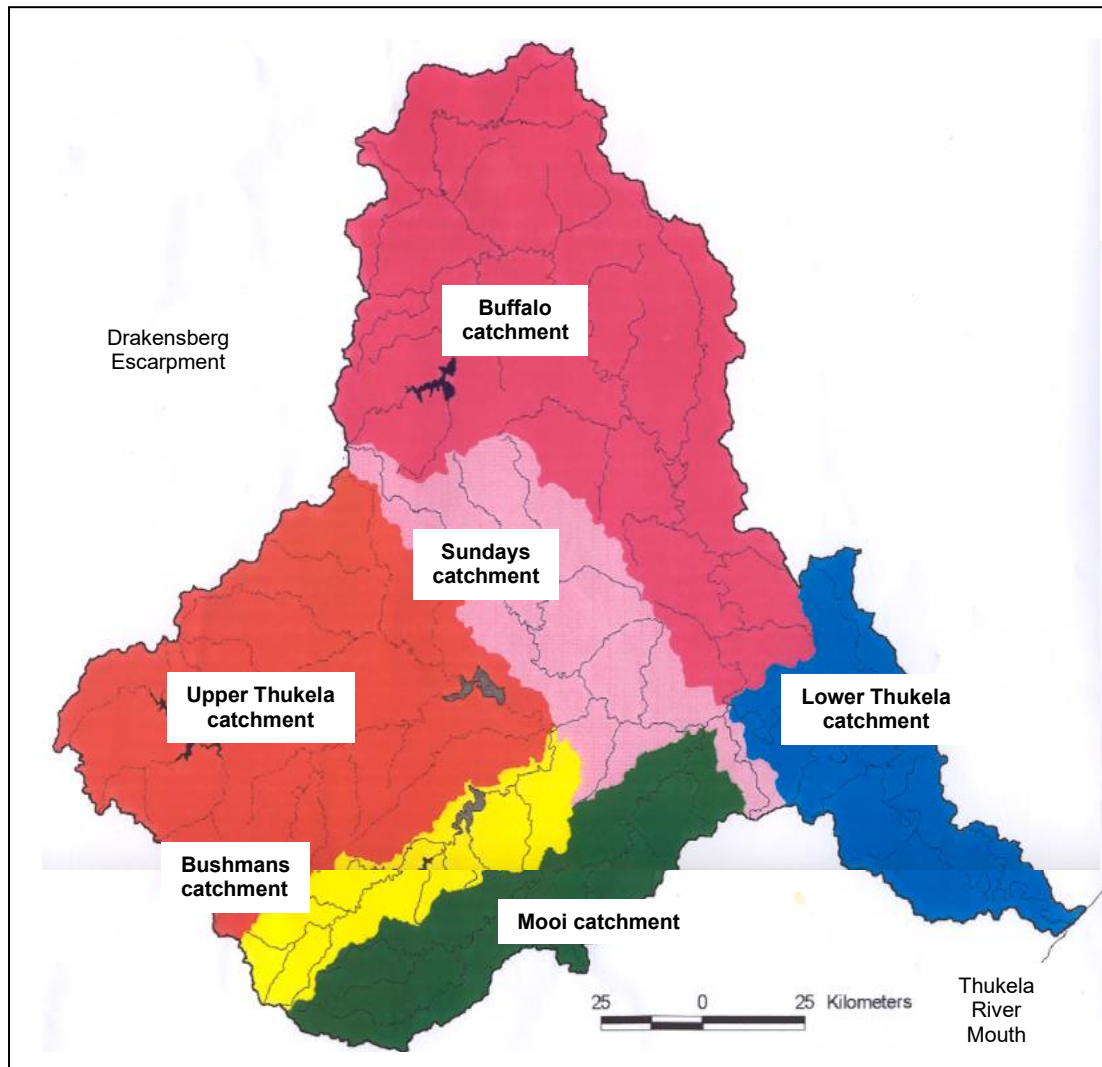 Buffalo
catchment
Drakensberg
Escarpment
Sundays
catchment
Upper Thukela
catchment
Lower Thukela
catchment
Bushmans
catchment
Mooi catchment
25 0 25 Kilometers
Thukela
River
Mouth